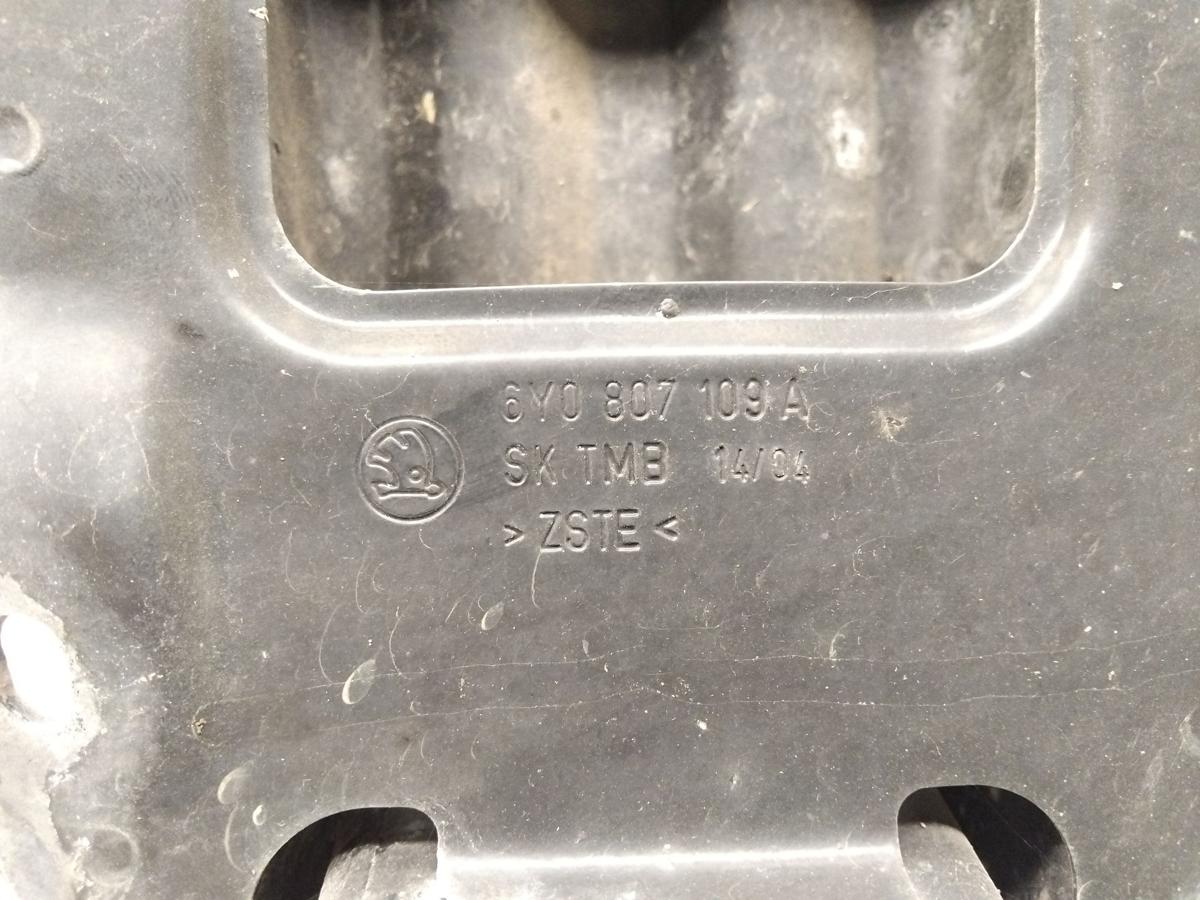 6Y0 807 109 A
SK TMB 14/04
> ZSTE <